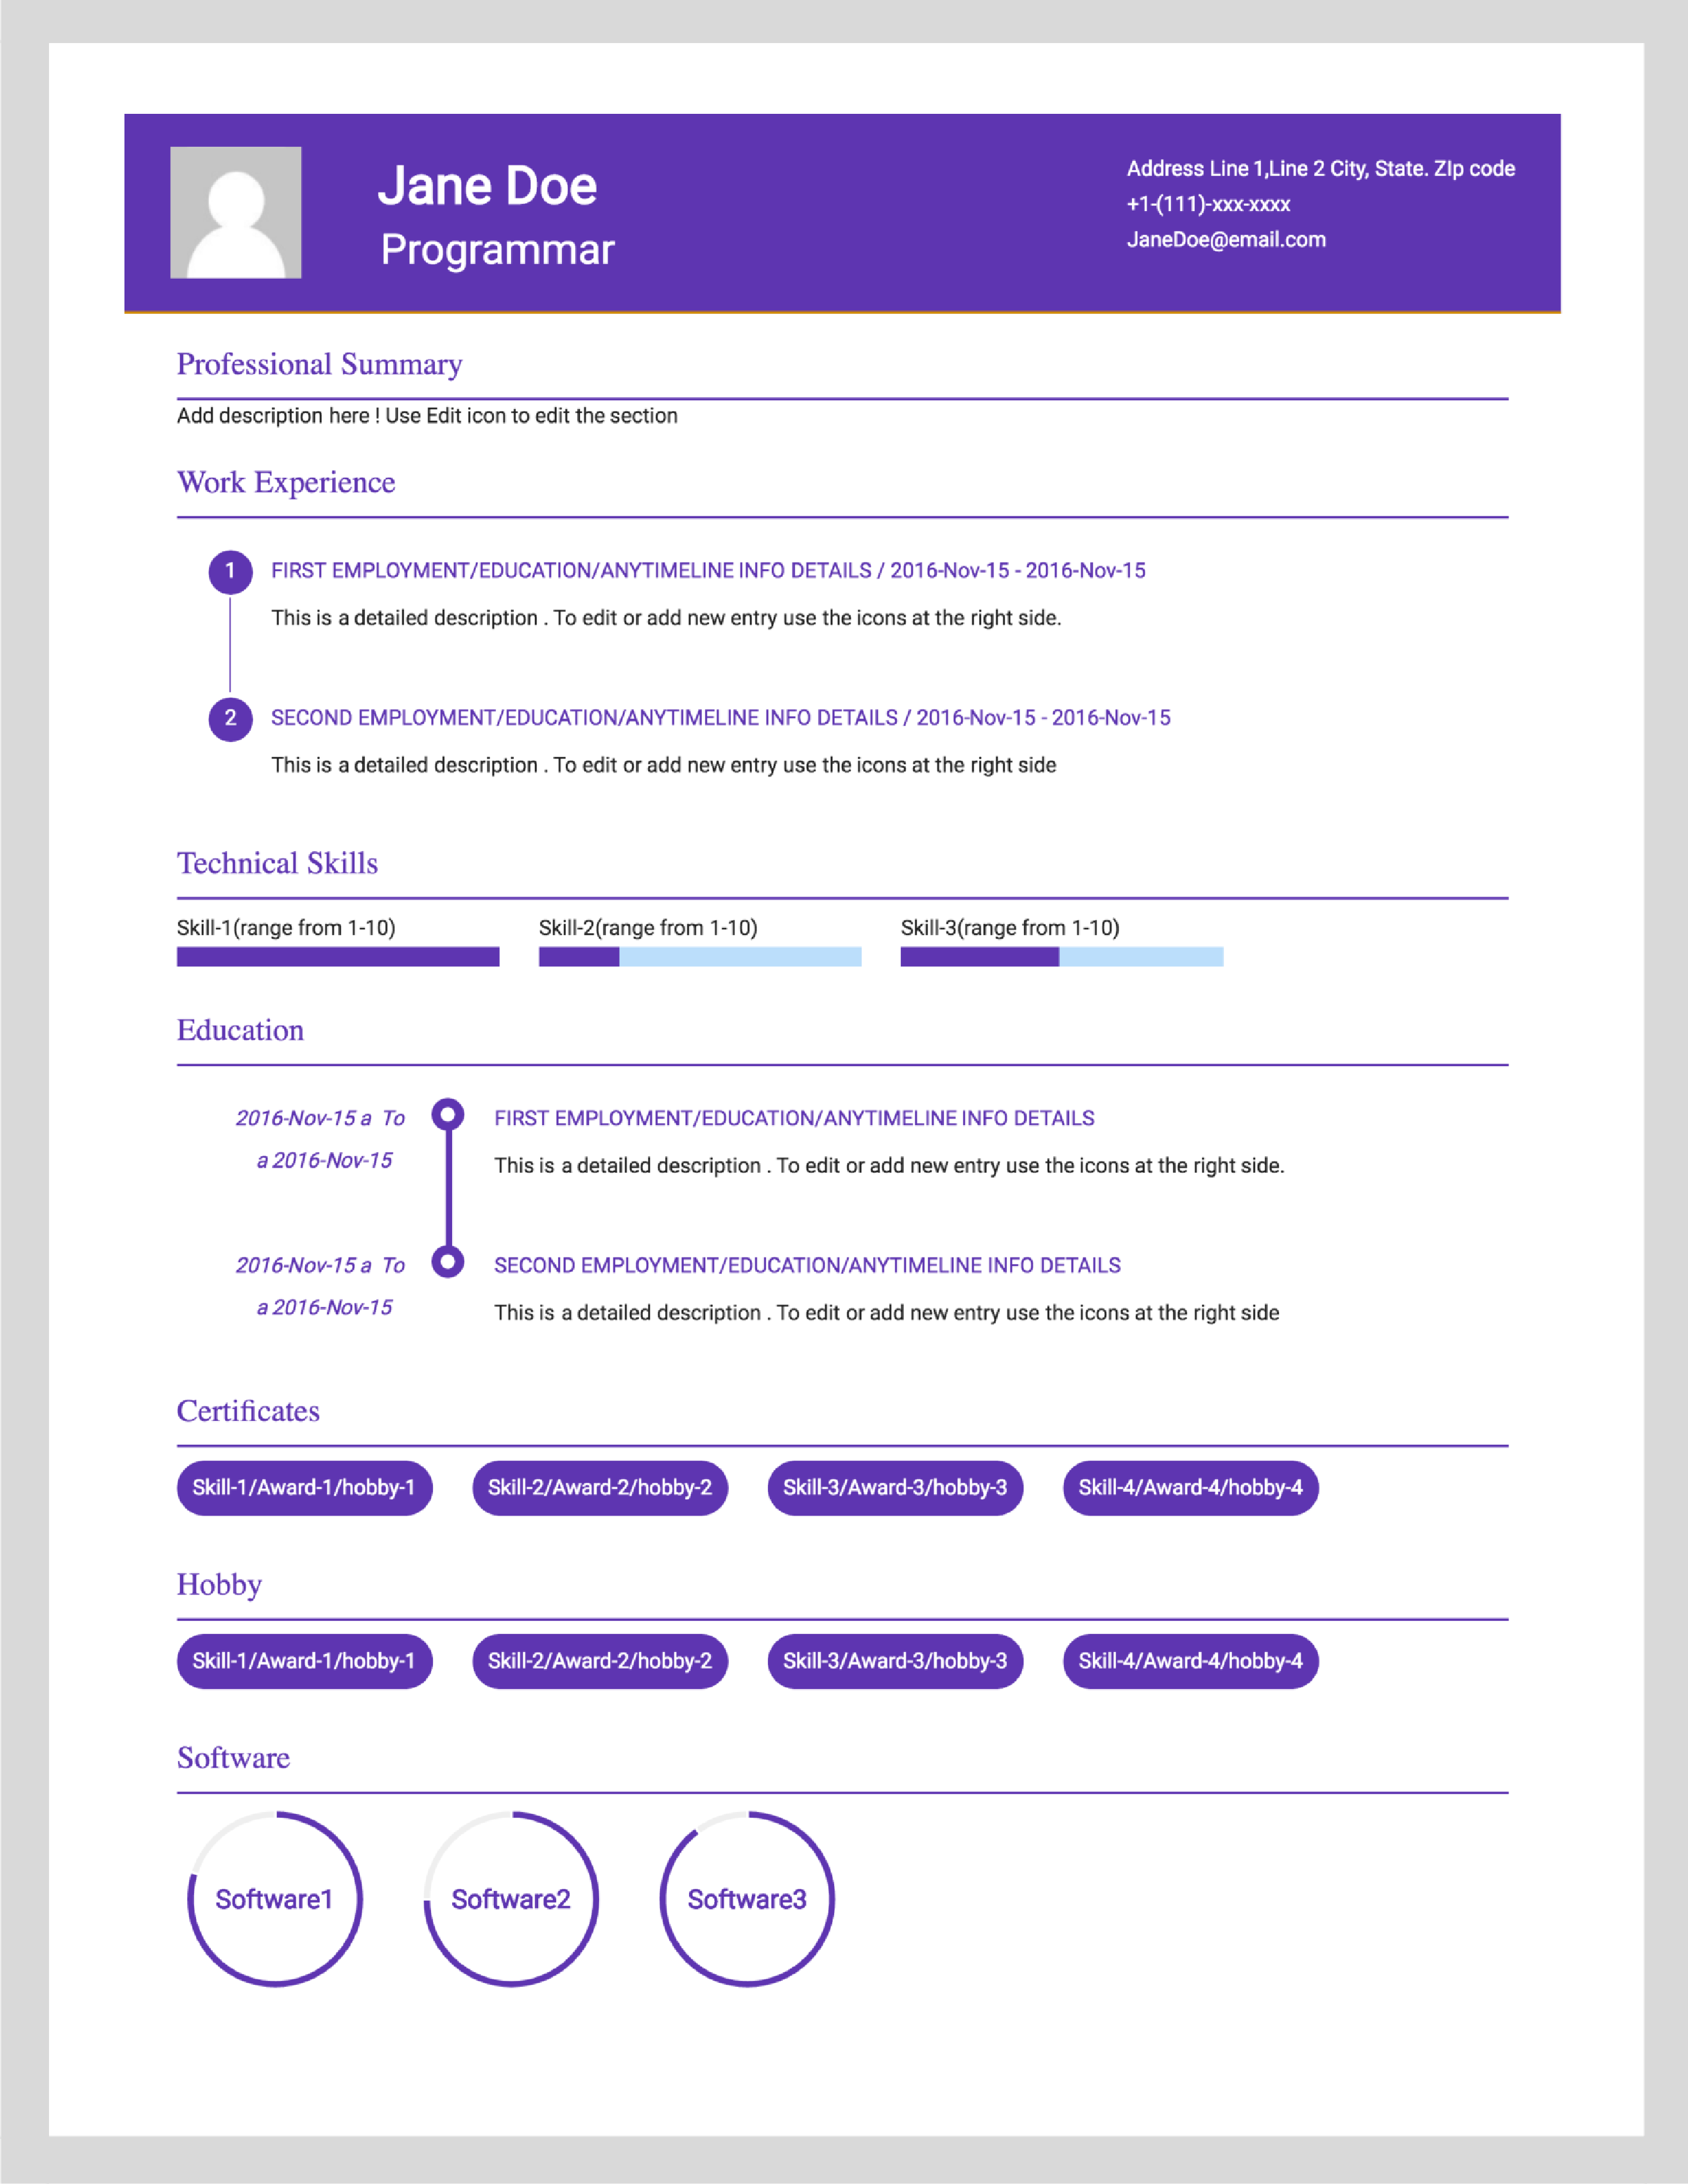 Jane Doe
Programmar
Address Line 1,Line 2 City, State. ZIp code
+1-(111)-xxx-xxxx
JaneDoe@email.com
Professional Summary
Add description here ! Use Edit icon to edit the section
Work Experience
1 FIRST EMPLOYMENT/EDUCATION/ANYTIMELINE INFO DETAILS / 2016-Nov-15 - 2016-Nov-15
This is a detailed description . To edit or add new entry use the icons at the right side.
2 SECOND EMPLOYMENT/EDUCATION/ANYTIMELINE INFO DETAILS / 2016-Nov-15 - 2016-Nov-15
This is a detailed description . To edit or add new entry use the icons at the right side
Technical Skills
Skill-1(range from 1-10) Skill-2(range from 1-10) Skill-3(range from 1-10)
Education
2016-Nov-15 a To FIRST EMPLOYMENT/EDUCATION/ANYTIMELINE INFO DETAILS
a 2016-Nov-15 This is a detailed description . To edit or add new entry use the icons at the right side.
2016-Nov-15 a To SECOND EMPLOYMENT/EDUCATION/ANYTIMELINE INFO DETAILS
a 2016-Nov-15 This is a detailed description . To edit or add new entry use the icons at the right side
Certificates
Skill-1/Award-1/hobby-1 Skill-2/Award-2/hobby-2 Skill-3/Award-3/hobby-3 Skill-4/Award-4/hobby-4
Hobby
Skill-1/Award-1/hobby-1 Skill-2/Award-2/hobby-2 Skill-3/Award-3/hobby-3 Skill-4/Award-4/hobby-4
Software
Software1 Software2 Software3